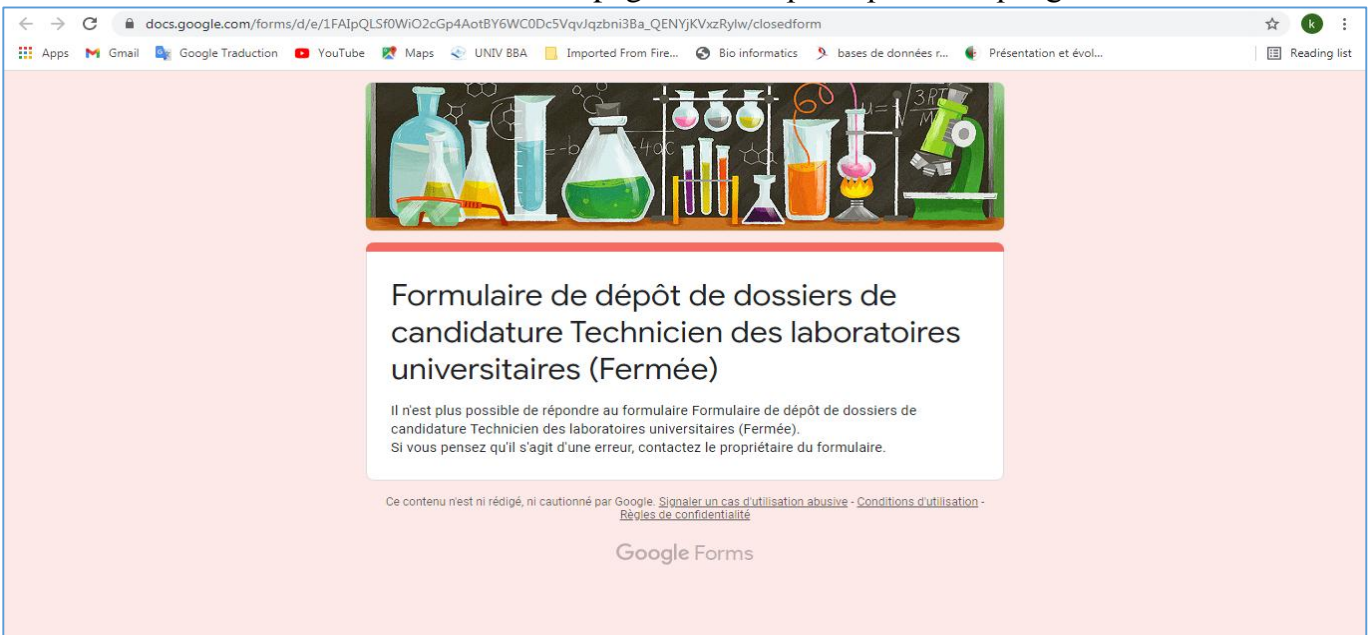 docs.google.com/forms/d/e/1FAIpQLSf0WiO2cGp4AotBY6WC0Dc5VqvJqzbni3Ba_QENYjKVxzRylw/closedform
k
Apps Gmail Google Traduction YouTube Maps UNIV BBA Imported From Fire... Bio informatics bases de données r... Présentation et évol... Reading list
Formulaire de dépôt de dossiers de
candidature Technicien des laboratoires
universitaires (Fermée)
Il n'est plus possible de répondre au formulaire Formulaire de dépôt de dossiers de
candidature Technicien des laboratoires universitaires (Fermée).
Si vous pensez qu'il s'agit d'une erreur, contactez le propriétaire du formulaire.
Ce contenu n'est ni rédigé, ni cautionné par Google. Signaler un cas d'utilisation abusive - Conditions d'utilisation -
Règles de confidentialité
Google Forms